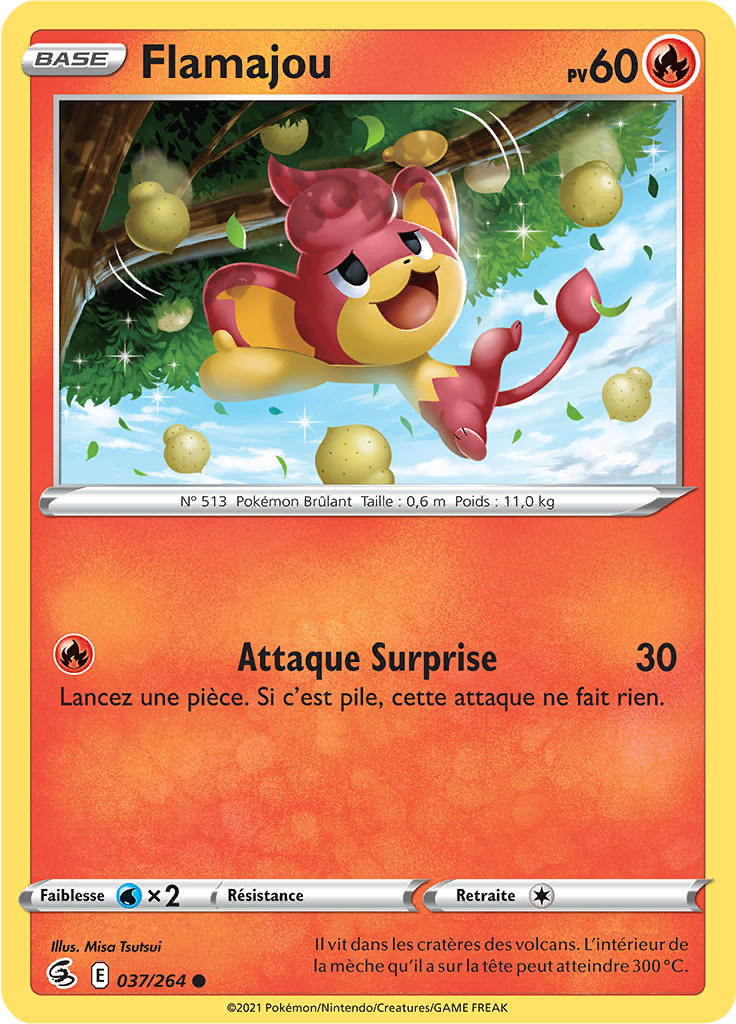 BASE
Flamajou
PV60
N° 513 Pokémon Brûlant Taille : 0,6 m Poids : 11,0 kg
Attaque Surprise 30
Lancez une pièce. Si c'est pile, cette attaque ne fait rien.
Faiblesse ×2 Résistance Retraite
Illus. Misa Tsutsui
Il vit dans les cratères des volcans. L'intérieur de
la mèche qu'il a sur la tête peut atteindre 300 °C.
E 037/264
©2021 Pokémon/Nintendo/Creatures/GAME FREAK